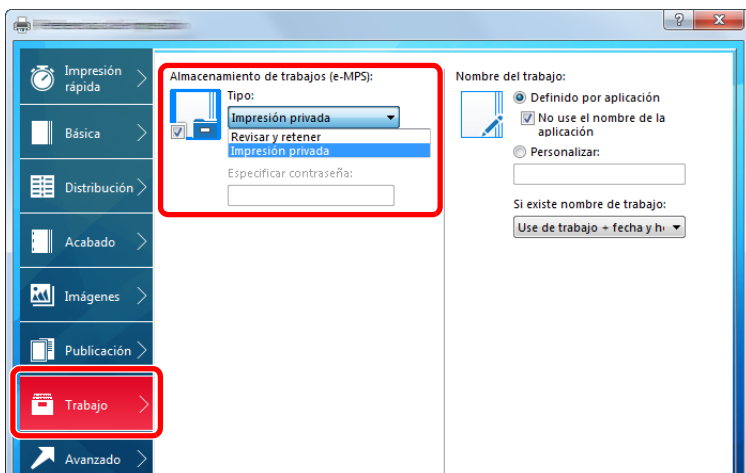 Impresión
rápida
Básica
Distribución
Acabado
Imágenes
Publicación
Trabajo
Avanzado
Almacenamiento de trabajos (e-MPS):
Tipo:
Impresión privada
Revisar y retener
Impresión privada
Especificar contraseña:
Nombre del trabajo:
Definido por aplicación
No use el nombre de la
aplicación
Personalizar:
Si existe nombre de trabajo:
Use de trabajo + fecha y h